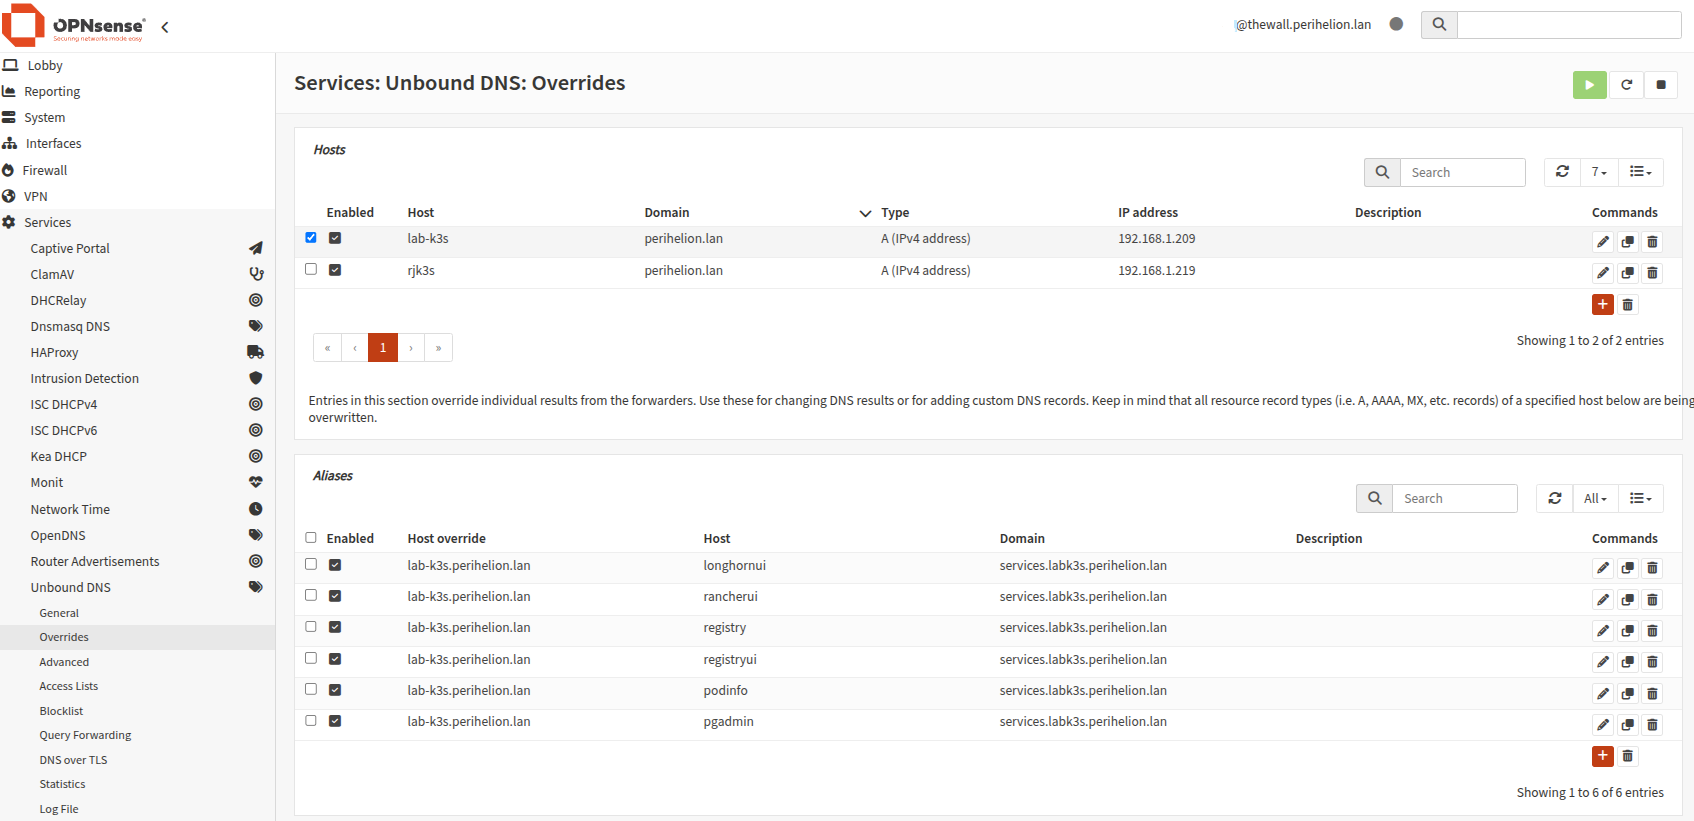 OPNsense
Securing networks made easy
@thewall.perihelion.lan
Lobby
Reporting
System
Interfaces
Firewall
VPN
Services
Captive Portal
ClamAV
DHCRelay
Dnsmasq DNS
HAProxy
Intrusion Detection
ISC DHCPv4
ISC DHCPv6
Kea DHCP
Monit
Network Time
OpenDNS
Router Advertisements
Unbound DNS
General
Overrides
Advanced
Access Lists
Blocklist
Query Forwarding
DNS over TLS
Statistics
Log File
Services: Unbound DNS: Overrides
Hosts
Search 7
Enabled Host Domain Type IP address Description Commands
lab-k3s perihelion.lan A (IPv4 address) 192.168.1.209
rjk3s perihelion.lan A (IPv4 address) 192.168.1.219
+
« ‹ 1 › »
Showing 1 to 2 of 2 entries
Entries in this section override individual results from the forwarders. Use these for changing DNS results or for adding custom DNS records. Keep in mind that all resource record types (i.e. A, AAAA, MX, etc. records) of a specified host below are being
overwritten.
Aliases
Search All
Enabled Host override Host Domain Description Commands
lab-k3s.perihelion.lan longhornui services.labk3s.perihelion.lan
lab-k3s.perihelion.lan rancherui services.labk3s.perihelion.lan
lab-k3s.perihelion.lan registry services.labk3s.perihelion.lan
lab-k3s.perihelion.lan registryui services.labk3s.perihelion.lan
lab-k3s.perihelion.lan podinfo services.labk3s.perihelion.lan
lab-k3s.perihelion.lan pgadmin services.labk3s.perihelion.lan
+
Showing 1 to 6 of 6 entries